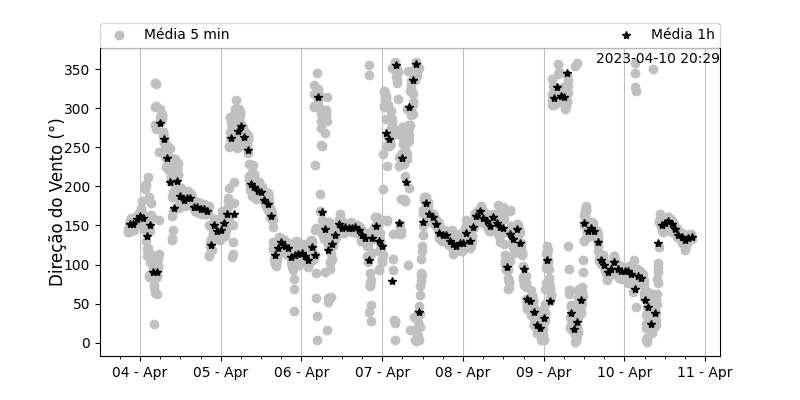 Média 5 min
Média 1h
2023-04-10 20:29
Direção do Vento (°)
350
300
250
200
150
100
50
0
04 - Apr
05 - Apr
06 - Apr
07 - Apr
08 - Apr
09 - Apr
10 - Apr
11 - Apr